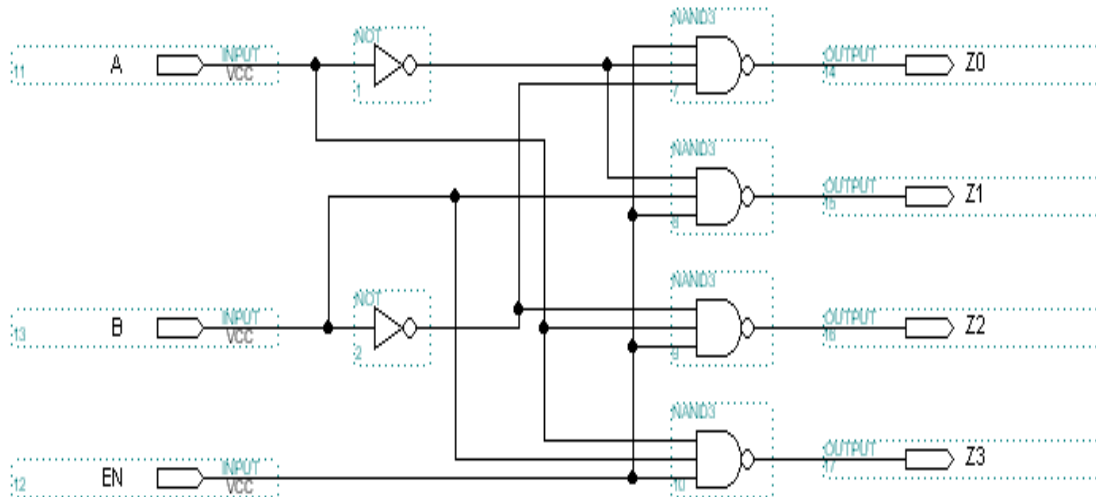 A
INPUT
VCC
11
NOT
1
NAND3
7
OUTPUT
14
Z0
NAND3
8
OUTPUT
15
Z1
B
INPUT
VCC
13
NOT
2
NAND3
9
OUTPUT
16
Z2
EN
INPUT
VCC
12
NAND3
10
OUTPUT
17
Z3